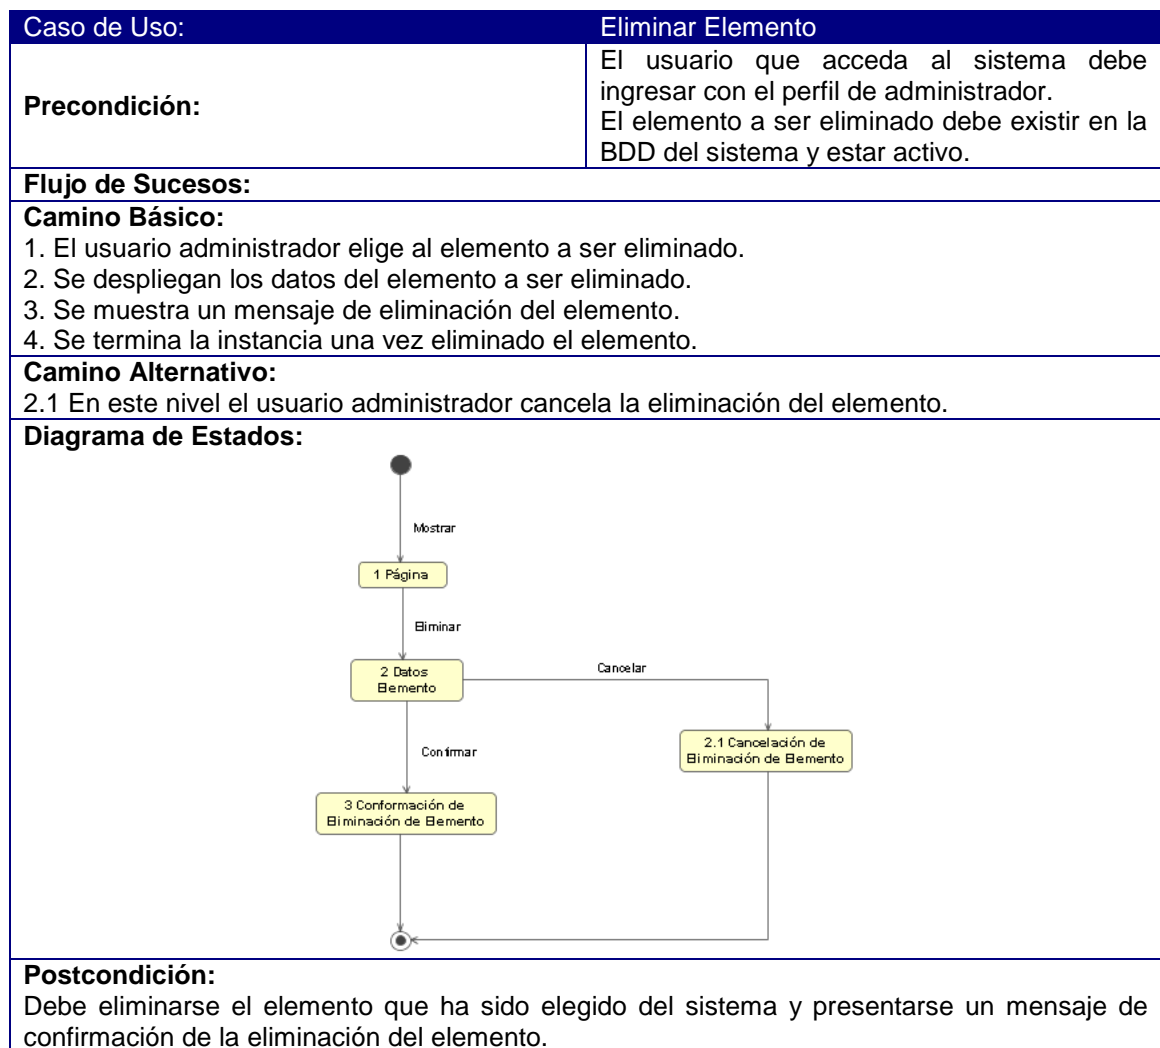 Caso de Uso: Eliminar Elemento
Precondición:
El usuario que acceda al sistema debe
ingresar con el perfil de administrador.
El elemento a ser eliminado debe existir en la
BDD del sistema y estar activo.
Flujo de Sucesos:
Camino Básico:
1. El usuario administrador elige al elemento a ser eliminado.
2. Se despliegan los datos del elemento a ser eliminado.
3. Se muestra un mensaje de eliminación del elemento.
4. Se termina la instancia una vez eliminado el elemento.
Camino Alternativo:
2.1 En este nivel el usuario administrador cancela la eliminación del elemento.
Diagrama de Estados:
Mostrar
1 Página
Eliminar
2 Datos
Elemento
Cancelar
Confirmar
2.1 Cancelación de
Eliminación de Elemento
3 Conformación de
Eliminación de Elemento
Postcondición:
Debe eliminarse el elemento que ha sido elegido del sistema y presentarse un mensaje de
confirmación de la eliminación del elemento.